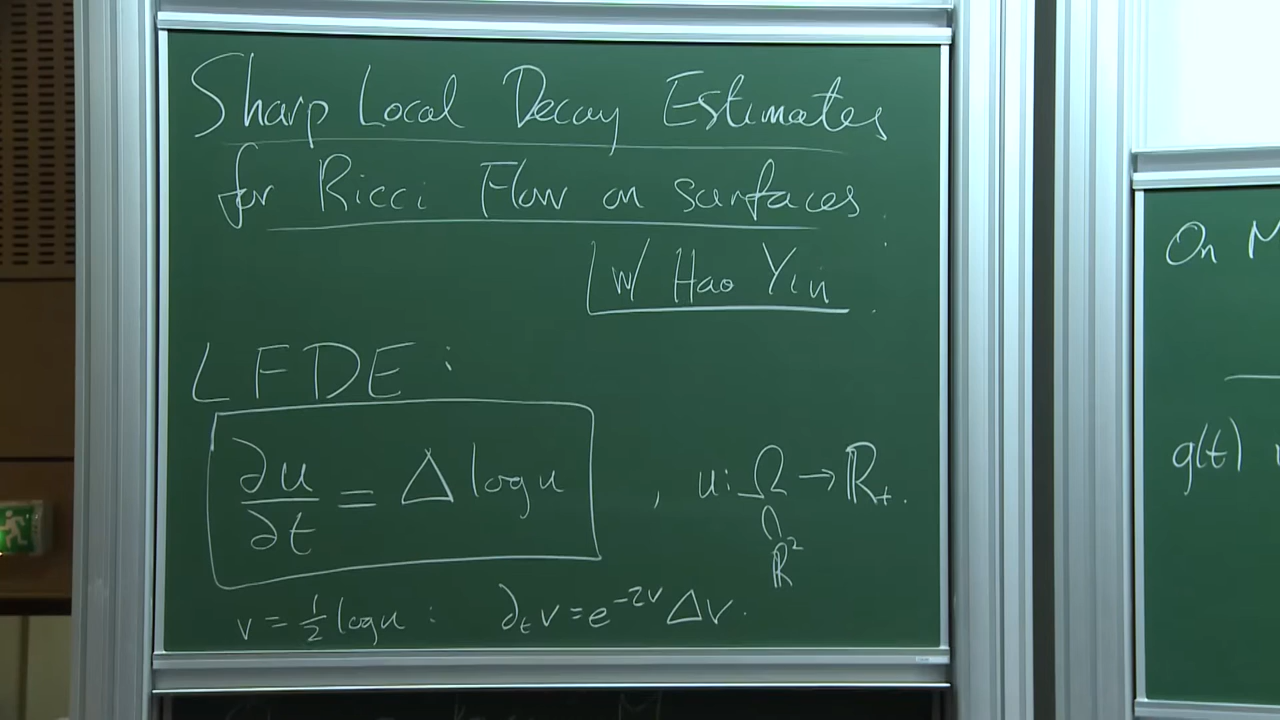 Sharp Local Decay Estimates
for Ricci Flow on surfaces.
w/ Hao Yin
LFDE:
∂u/∂t = Δ log u , u: Ω → ℝ₊.
∩
ℝ²
v = ½ log u : ∂ₜv = e^{-2v} Δv.
On M
g(t)